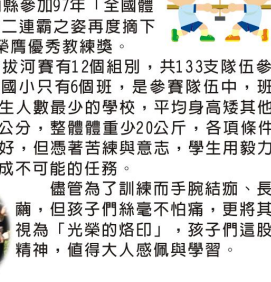 縣參加97年「全國體
二連霸之姿再度摘下
榮膺優秀教練獎。
拔河賽有12個組別，共133支隊伍參
國小只有6個班，是參賽隊伍中，班
生人數最少的學校，平均身高矮其他
公分，整體體重少20公斤，各項條件
好，但憑著苦練與意志，學生用毅力
成不可能的任務。
儘管為了訓練而手腕結痂、長
繭，但孩子們絲毫不怕痛，更將其
視為「光榮的烙印」，孩子們這股
精神，值得大人感佩與學習。